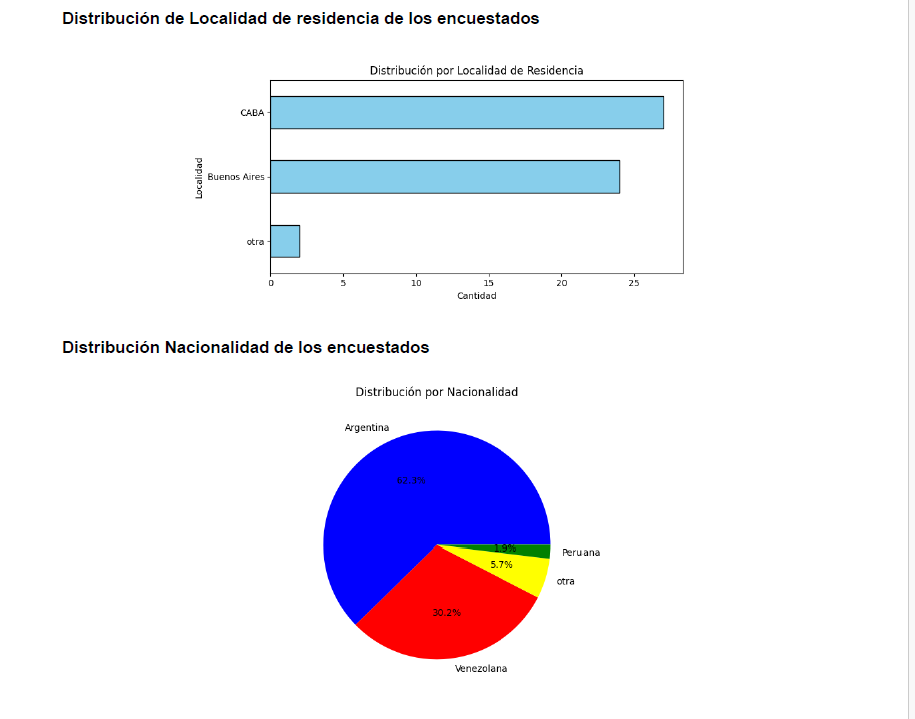 Distribución de Localidad de residencia de los encuestados
Distribución por Localidad de Residencia
CABA
Buenos Aires
otra
Localidad
0 5 10 15 20 25
Cantidad
Distribución Nacionalidad de los encuestados
Distribución por Nacionalidad
Argentina
1.9%
Peruana
5.7%
otra
30.2%
Venezolana